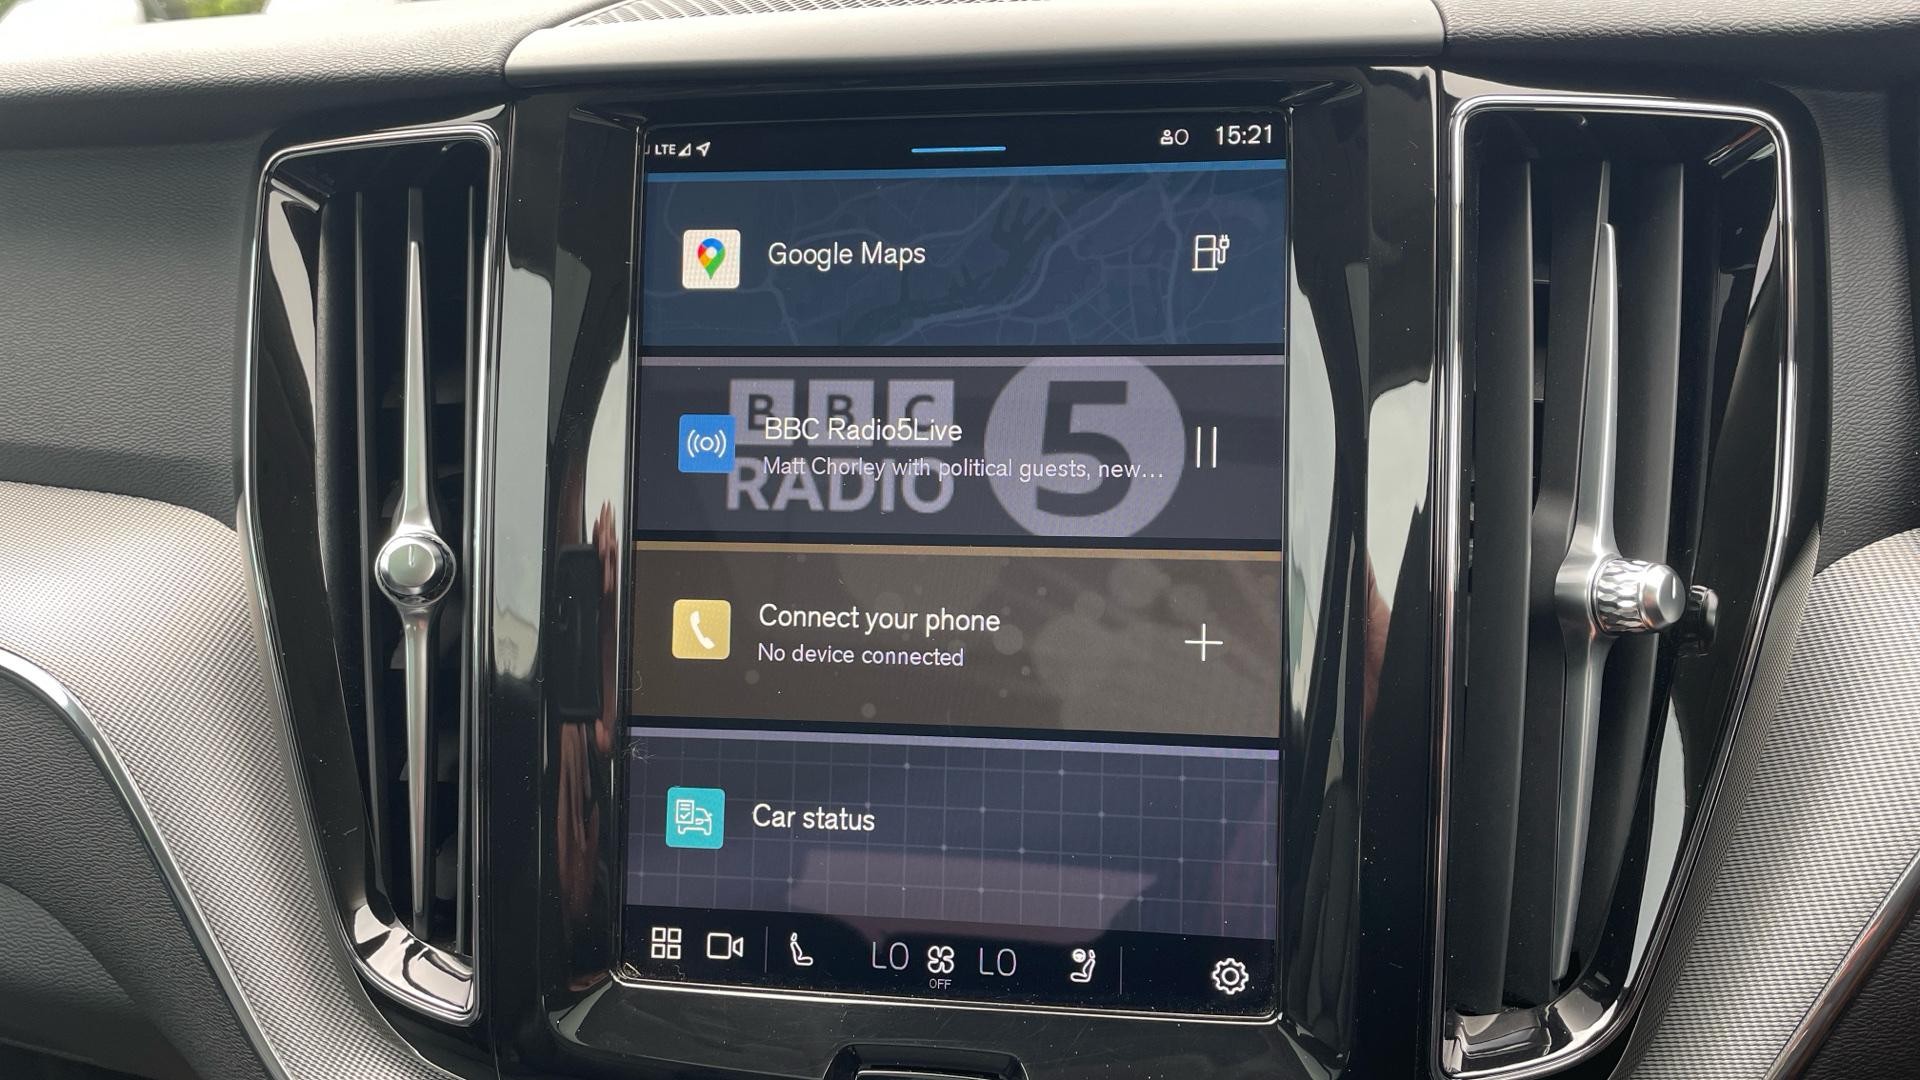 LTE
15:21
Google Maps
BBC
RADIO 5
BBC Radio5Live
Matt Chorley with political guests, new...
Connect your phone
No device connected
Car status
LO
OFF
LO